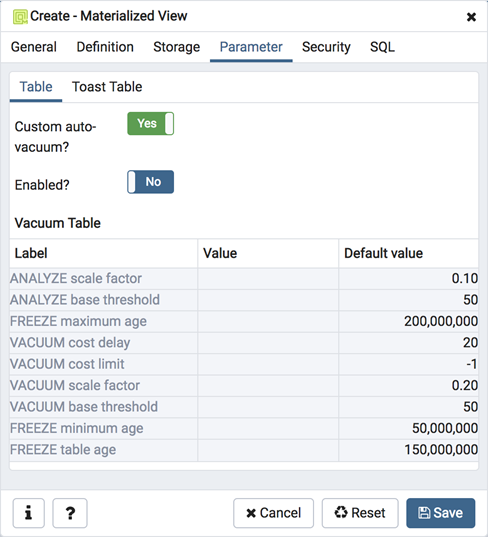 Create - Materialized View
General Definition Storage Parameter Security SQL
Table Toast Table
Custom auto-
vacuum?
Yes
Enabled?
No
Vacuum Table
Label Value Default value
ANALYZE scale factor 0.10
ANALYZE base threshold 50
FREEZE maximum age 200,000,000
VACUUM cost delay 20
VACUUM cost limit -1
VACUUM scale factor 0.20
VACUUM base threshold 50
FREEZE minimum age 50,000,000
FREEZE table age 150,000,000
i ? Cancel Reset Save